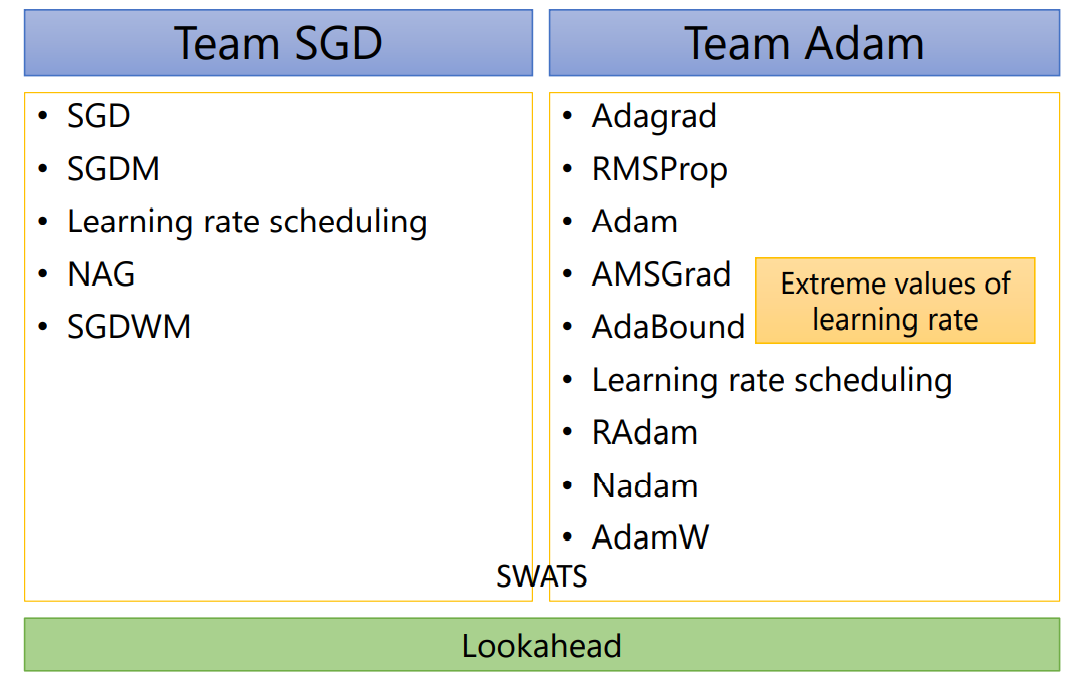 Team SGD
• SGD
• SGDM
• Learning rate scheduling
• NAG
• SGDWM
Team Adam
• Adagrad
• RMSProp
• Adam
• AMSGrad
• AdaBound
Extreme values of
learning rate
• Learning rate scheduling
• RAdam
• Nadam
• AdamW
SWATS
Lookahead